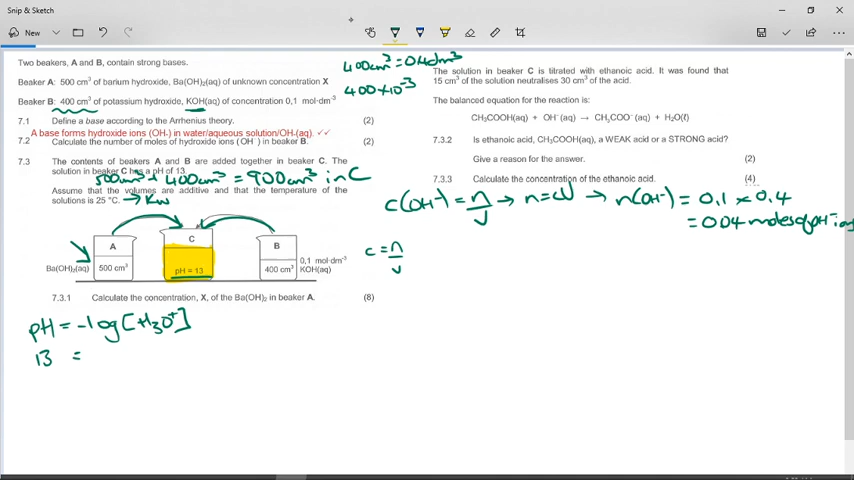 Snip & Sketch
New
Two beakers, A and B, contain strong bases.
Beaker A: 500 cm³ of barium hydroxide, Ba(OH)₂(aq) of unknown concentration X
Beaker B: 400 cm³ of potassium hydroxide, KOH(aq) of concentration 0,1 mol·dm⁻³
7.1 Define a base according to the Arrhenius theory. (2)
A base forms hydroxide ions (OH-) in water/aqueous solution/OH-(aq). ✓✓
7.2 Calculate the number of moles of hydroxide ions (OH⁻) in beaker B. (2)
7.3 The contents of beakers A and B are added together in beaker C. The
solution in beaker C has a pH of 13.
500cm³ + 400cm³ = 900cm³ in C
Assume that the volumes are additive and that the temperature of the
solutions is 25 °C. → Kw
A
C
B
Ba(OH)₂(aq)
500 cm³
pH = 13
400 cm³
0,1 mol·dm⁻³
KOH(aq)
7.3.1 Calculate the concentration, X, of the Ba(OH)₂ in beaker A. (8)
pH = -log[H₃O⁺]
13 =
400cm³ = 0.4dm³
400×10⁻³
The solution in beaker C is titrated with ethanoic acid. It was found that
15 cm³ of the solution neutralises 30 cm³ of the acid.
The balanced equation for the reaction is:
CH₃COOH(aq) + OH⁻(aq) → CH₃COO⁻(aq) + H₂O(ℓ)
7.3.2 Is ethanoic acid, CH₃COOH(aq), a WEAK acid or a STRONG acid?
Give a reason for the answer. (2)
7.3.3 Calculate the concentration of the ethanoic acid. (4)
c(OH⁻) = n/v → n=cV → n(OH⁻) = 0.1 × 0.4
= 0.04 moles of OH⁻ ions
c = n/v